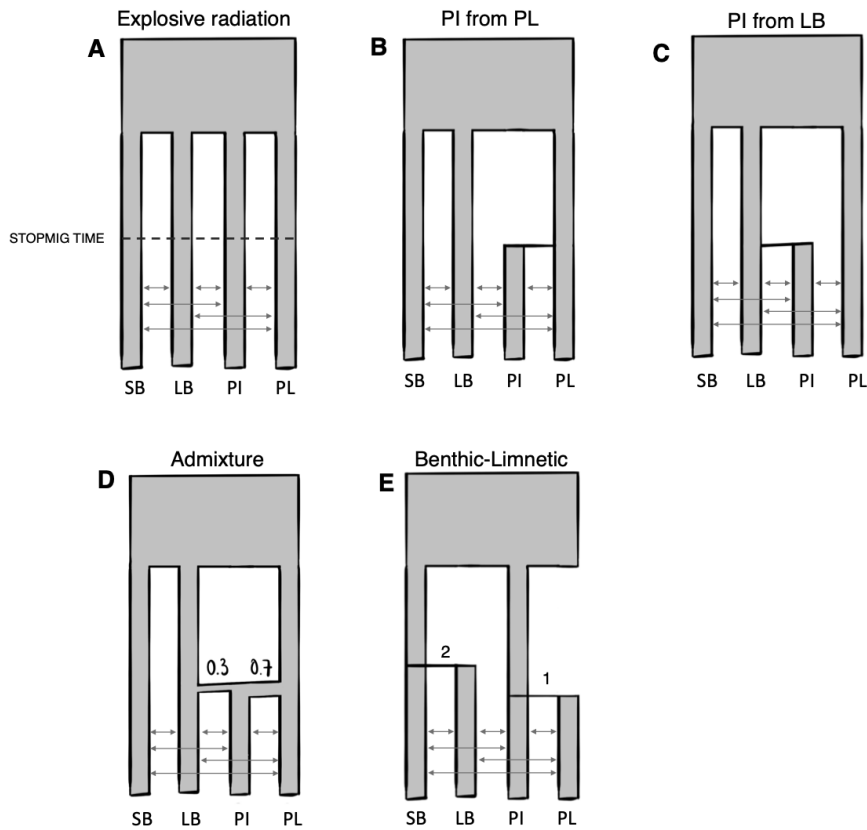 Explosive radiation
A
STOPMIG TIME
SB LB PI PL
PI from PL
B
SB LB PI PL
PI from LB
C
SB LB PI PL
Admixture
D
0.3 0.7
SB LB PI PL
Benthic-Limnetic
E
2
1
SB LB PI PL